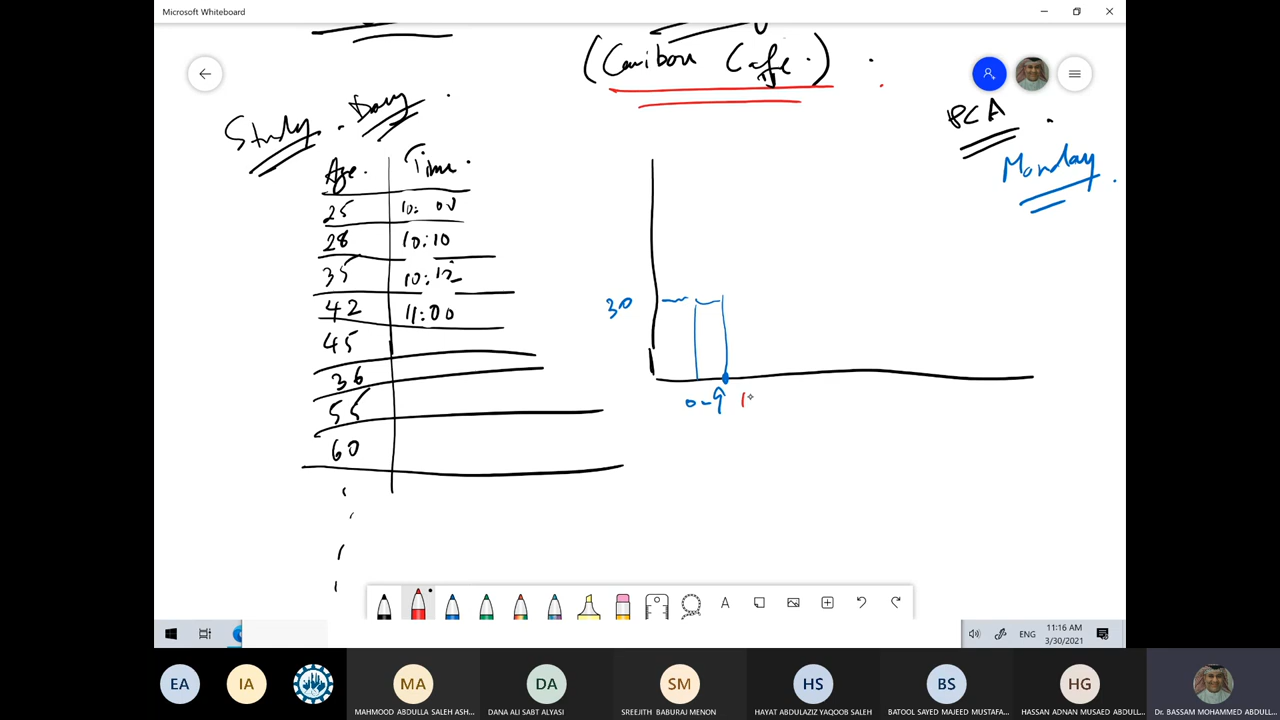 Microsoft Whiteboard
(Caribou Cafe.) .
Study. Day .
PCA .
Monday .
Age. Time.
25 10: 00
28 10:10
35 10:12
42 11:00
45
36
55
60
30
0-9 1
A
ENG
11:16 AM
3/30/2021
EA
IA
MA
DA
SM
HS
BS
HG
MAHMOOD ABDULLA SALEH ASH...
DANA ALI SABT ALYASI
SREEJITH BABURAJ MENON
HAYAT ABDULAZIZ YAQOOB SALEH
BATOOL SAYED MAJEED MUSTAFA...
HASSAN ADNAN MUSAED ABDUL...
Dr. BASSAM MOHAMMED ABDULL...